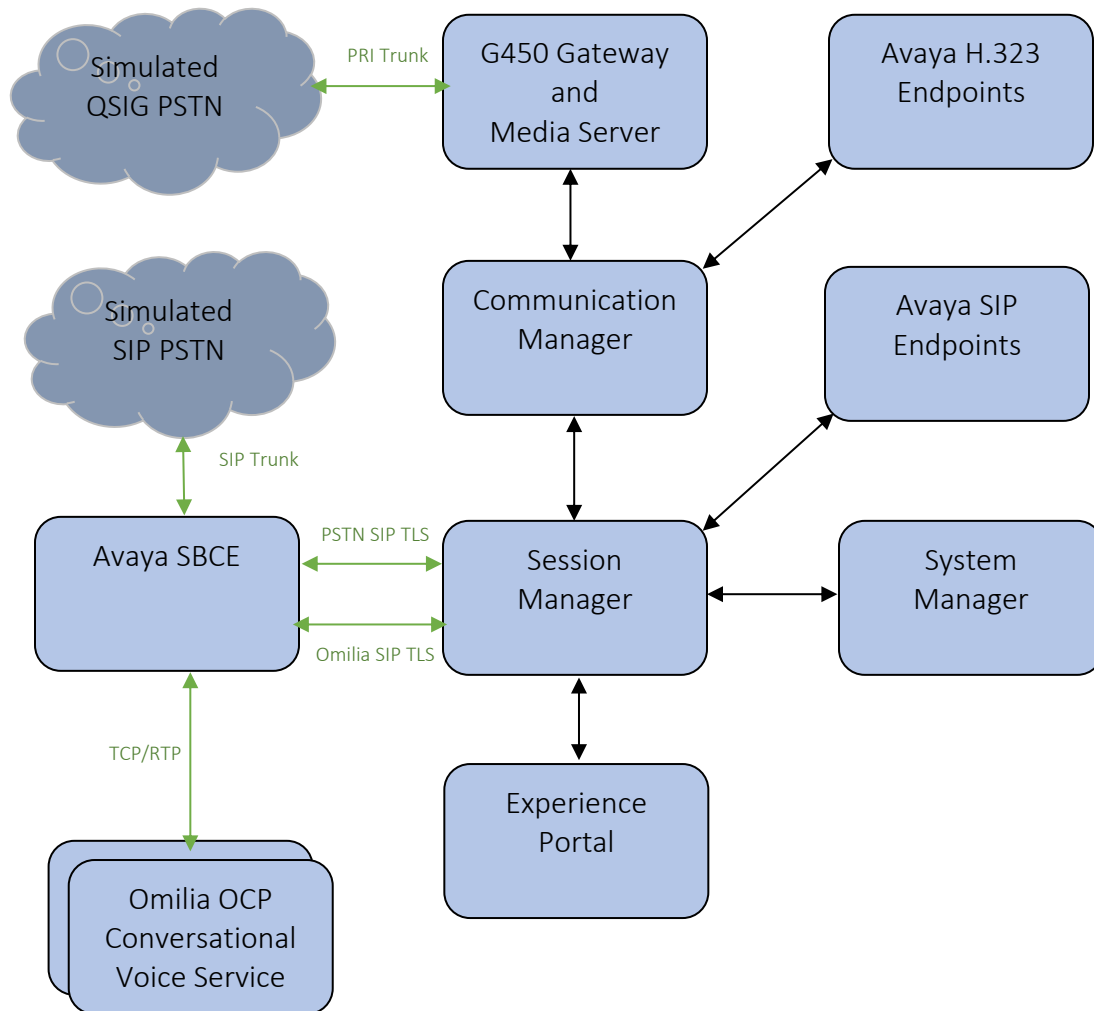 Simulated
QSIG PSTN
PRI Trunk
G450 Gateway
and
Media Server
Avaya H.323
Endpoints
Simulated
SIP PSTN
Communication
Manager
Avaya SIP
Endpoints
SIP Trunk
Avaya SBCE
PSTN SIP TLS
Omilia SIP TLS
Session
Manager
System
Manager
TCP/RTP
Experience
Portal
Omilia OCP
Conversational
Voice Service